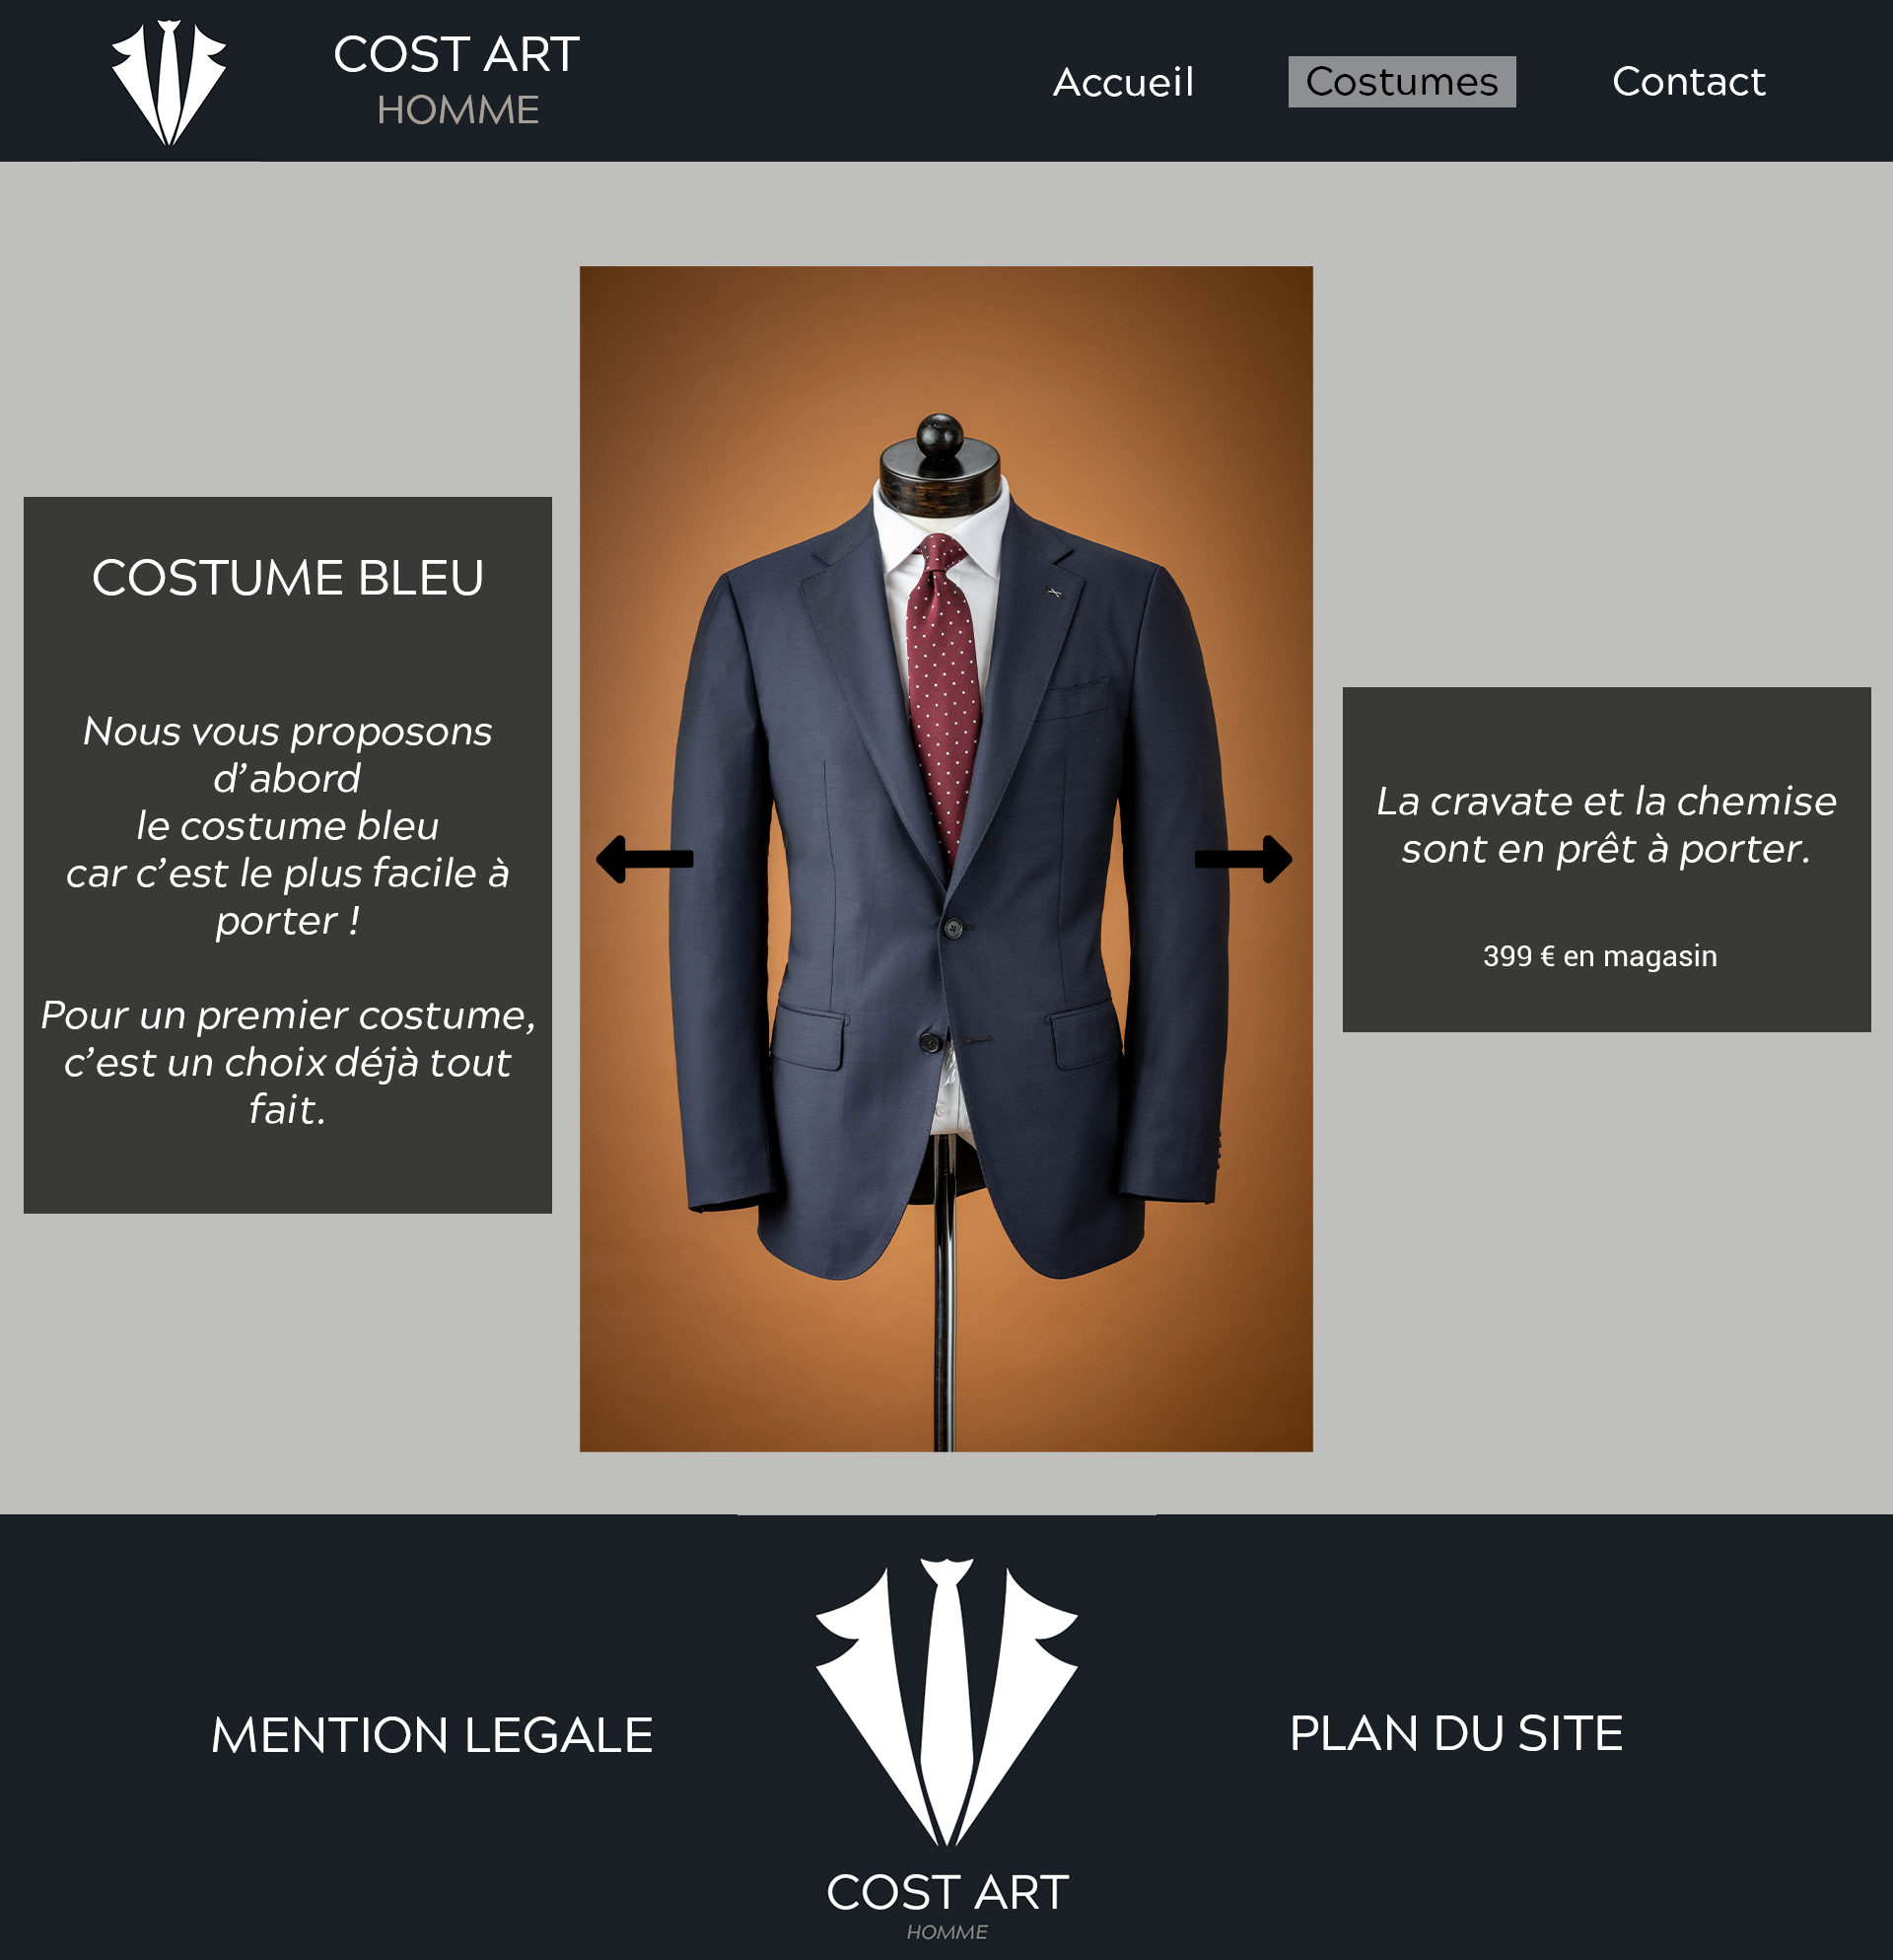 COST ART
HOMME
Accueil
Costumes
Contact
COSTUME BLEU
Nous vous proposons
d’abord
le costume bleu
car c’est le plus facile à
porter !
Pour un premier costume,
c’est un choix déjà tout
fait.
La cravate et la chemise
sont en prêt à porter.
399 € en magasin
MENTION LEGALE
PLAN DU SITE
COST ART
HOMME